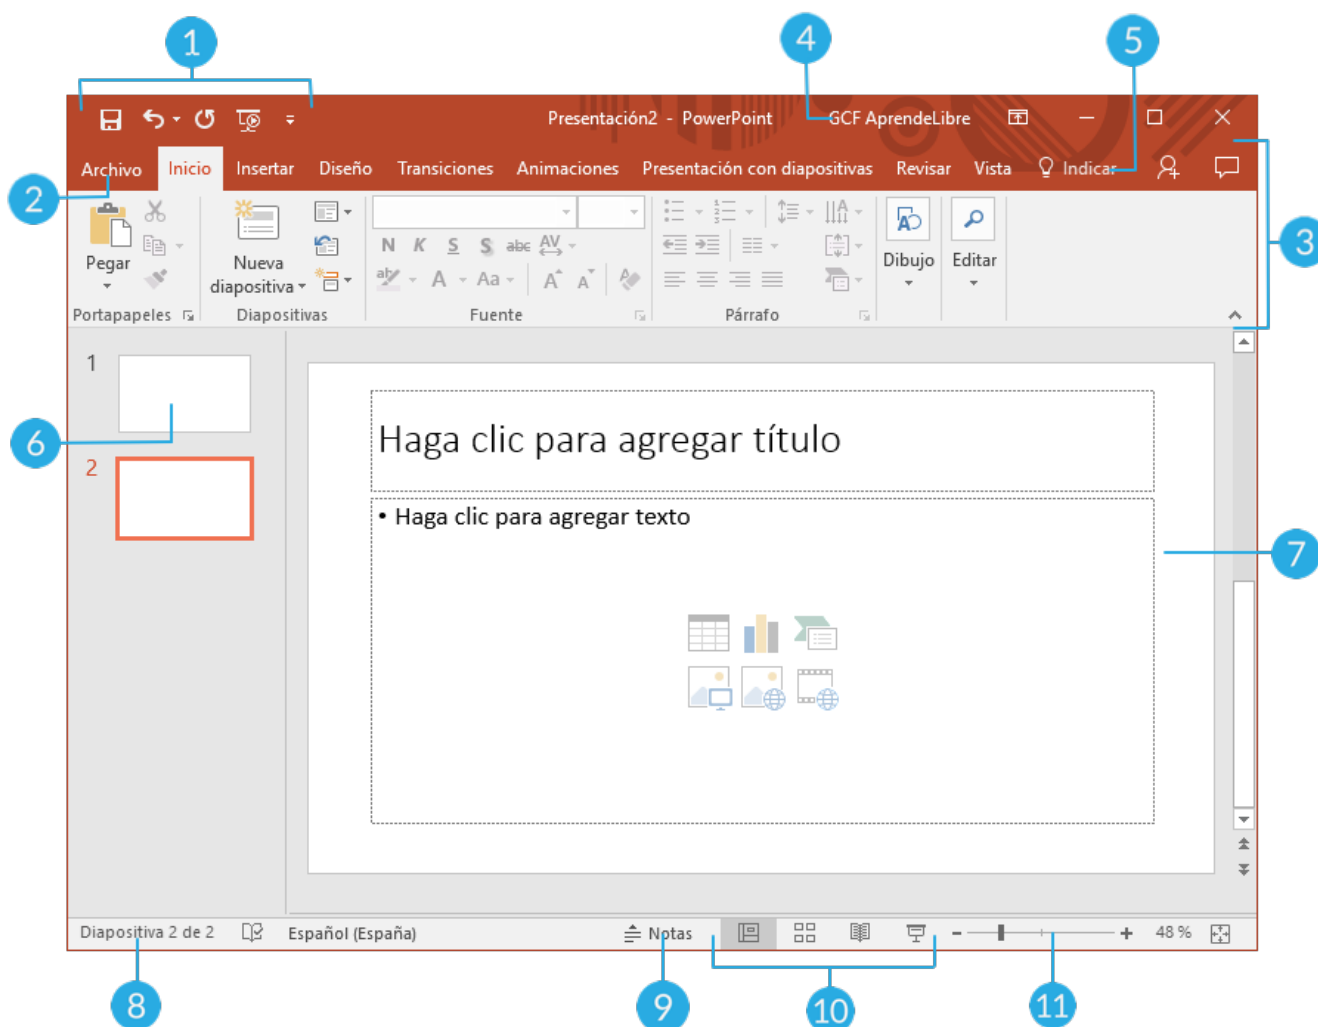 1
4
5
Presentación2 - PowerPoint
GCF AprendeLibre
Archivo Inicio Insertar Diseño Transiciones Animaciones Presentación con diapositivas Revisar Vista Indicar
2
3
Pegar
Nueva
diapositiva
N K S S abc AV
ab A Aa A A
Dibujo
Editar
Portapapeles Diapositivas Fuente Párrafo
1
6
2
Haga clic para agregar título
• Haga clic para agregar texto
7
Diapositiva 2 de 2 Español (España) Notas 48 %
8
9
10
11